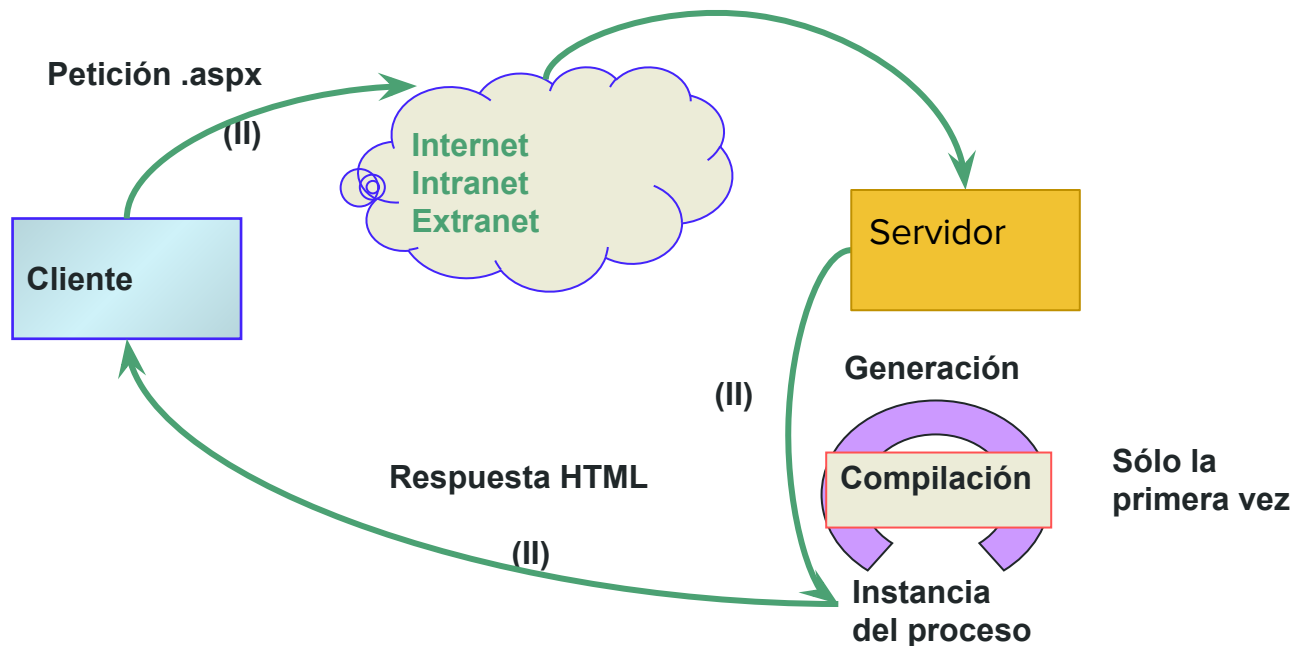 Petición .aspx
(II)
Internet
Intranet
Extranet
Servidor
Cliente
Generación
(II)
Compilación
Sólo la
primera vez
Respuesta HTML
(II)
Instancia
del proceso